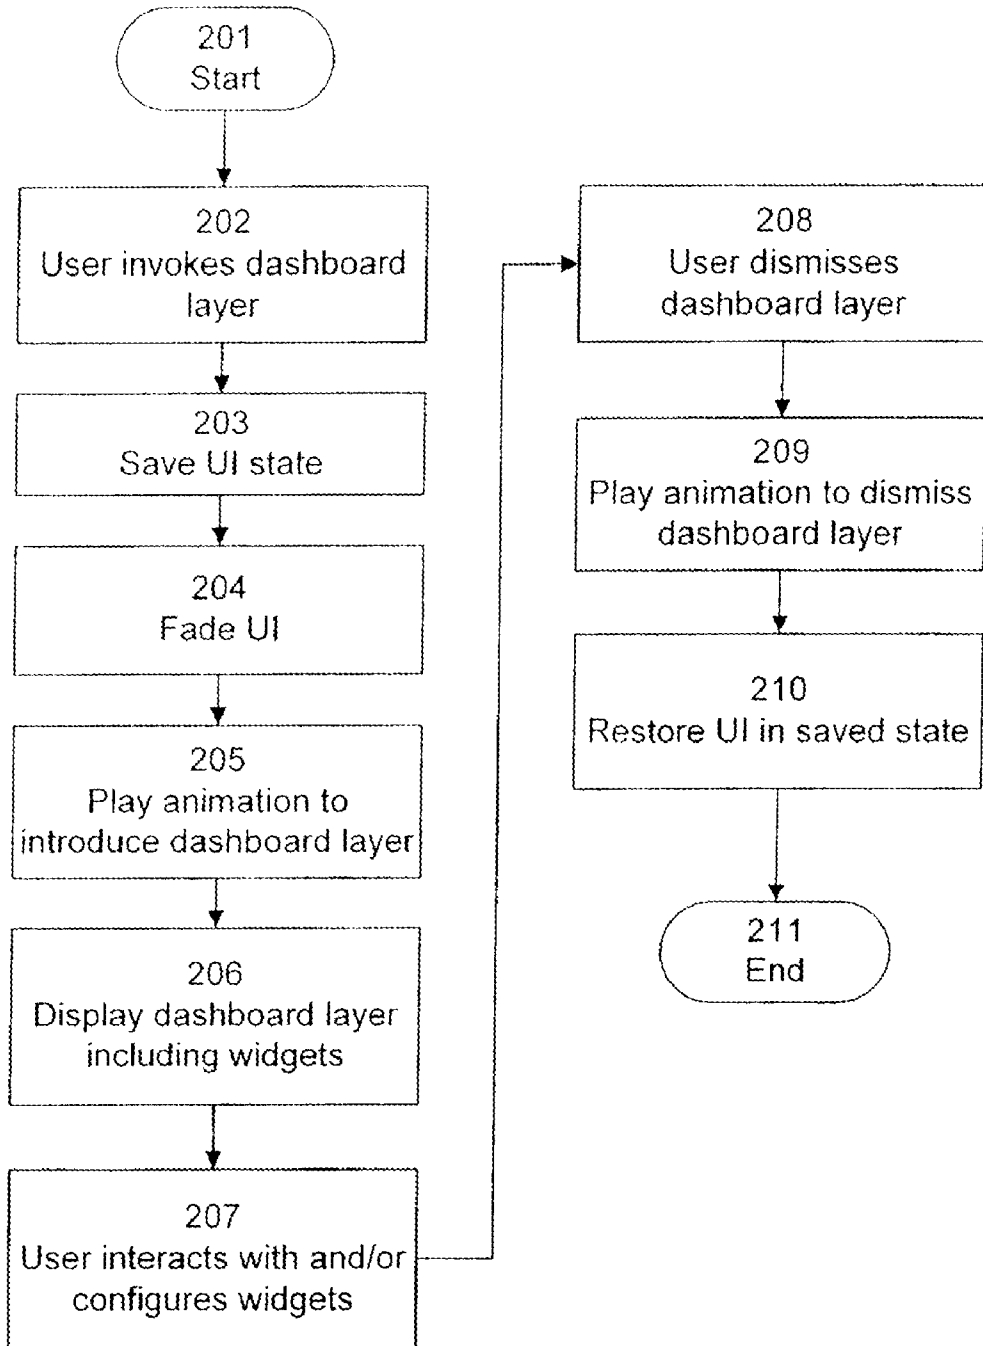 201
Start
202
User invokes dashboard
layer
203
Save UI state
204
Fade UI
205
Play animation to
introduce dashboard layer
206
Display dashboard layer
including widgets
207
User interacts with and/or
configures widgets
208
User dismisses
dashboard layer
209
Play animation to dismiss
dashboard layer
210
Restore UI in saved state
211
End